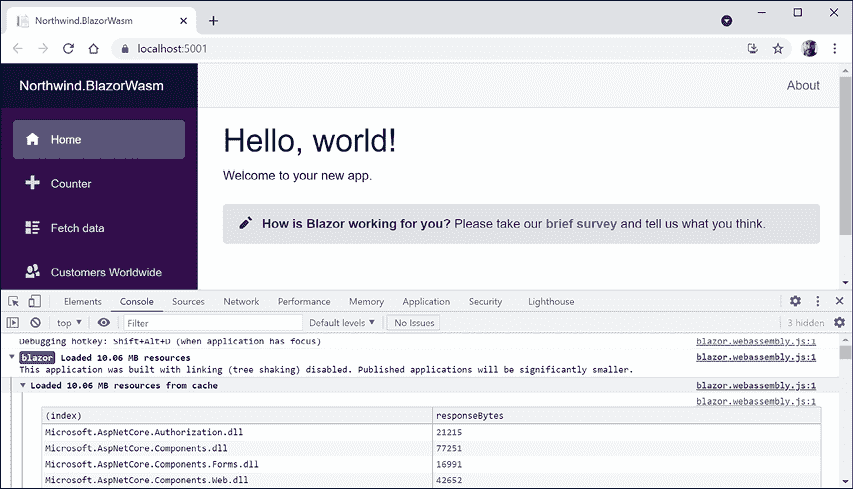 Northwind.BlazorWasm
localhost:5001
Northwind.BlazorWasm
About
Home
Hello, world!
Welcome to your new app.
Counter
How is Blazor working for you? Please take our brief survey and tell us what you think.
Fetch data
Customers Worldwide
Elements Console Sources Network Performance Memory Application Security Lighthouse
top Filter Default levels No Issues 3 hidden
Debugging hotkey: Shift+Alt+D (when application has focus) blazor.webassembly.js:1
blazor Loaded 10.06 MB resources blazor.webassembly.js:1
This application was built with linking (tree shaking) disabled. Published applications will be significantly smaller.
Loaded 10.06 MB resources from cache blazor.webassembly.js:1
blazor.webassembly.js:1
(index) responseBytes
Microsoft.AspNetCore.Authorization.dll 21215
Microsoft.AspNetCore.Components.dll 77251
Microsoft.AspNetCore.Components.Forms.dll 16991
Microsoft.AspNetCore.Components.Web.dll 42652